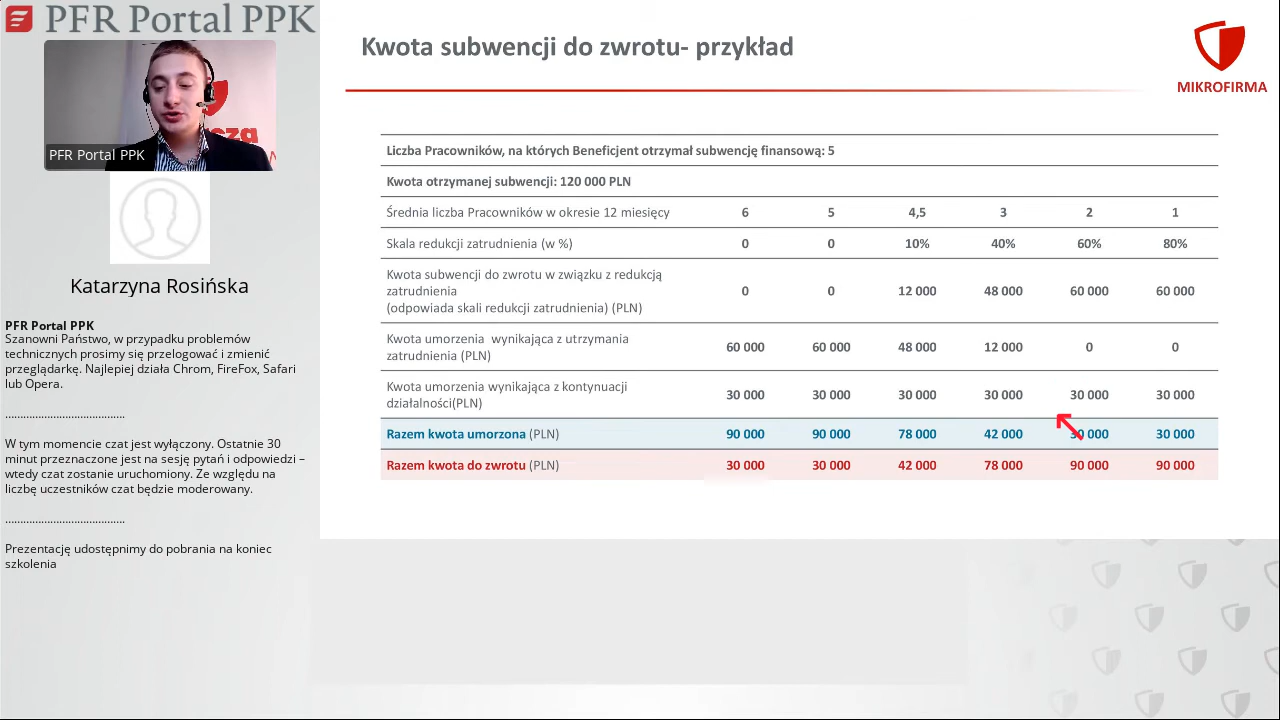 PFR Portal PPK
PFR Portal PPK
Katarzyna Rosińska
PFR Portal PPK
Szanowni Państwo, w przypadku problemów
technicznych prosimy się przelogować i zmienić
przeglądarkę. Najlepiej działa Chrom, FireFox, Safari
lub Opera.
........................................
W tym momencie czat jest wyłączony. Ostatnie 30
minut przeznaczone jest na sesję pytań i odpowiedzi –
wtedy czat zostanie uruchomiony. Ze względu na
liczbę uczestników czat będzie moderowany.
........................................
Prezentację udostępnimy do pobrania na koniec
szkolenia
Kwota subwencji do zwrotu- przykład
MIKROFIRMA
Liczba Pracowników, na których Beneficjent otrzymał subwencję finansową: 5
Kwota otrzymanej subwencji: 120 000 PLN
Średnia liczba Pracowników w okresie 12 miesięcy 6 5 4,5 3 2 1
Skala redukcji zatrudnienia (w %) 0 0 10% 40% 60% 80%
Kwota subwencji do zwrotu w związku z redukcją
zatrudnienia
(odpowiada skali redukcji zatrudnienia) (PLN) 0 0 12 000 48 000 60 000 60 000
Kwota umorzenia wynikająca z utrzymania
zatrudnienia (PLN) 60 000 60 000 48 000 12 000 0 0
Kwota umorzenia wynikająca z kontynuacji
działalności(PLN) 30 000 30 000 30 000 30 000 30 000 30 000
Razem kwota umorzona (PLN) 90 000 90 000 78 000 42 000 30 000 30 000
Razem kwota do zwrotu (PLN) 30 000 30 000 42 000 78 000 90 000 90 000